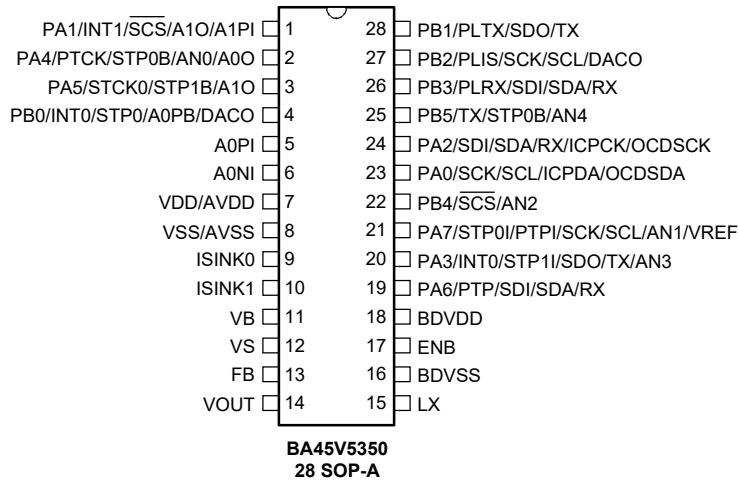 PA1/INT1/SCS/A1O/A1PI 1 28 PB1/PLTX/SDO/TX
PA4/PTCK/STP0B/AN0/A0O 2 27 PB2/PLIS/SCK/SCL/DACO
PA5/STCK0/STP1B/A1O 3 26 PB3/PLRX/SDI/SDA/RX
PB0/INT0/STP0/A0PB/DACO 4 25 PB5/TX/STP0B/AN4
A0PI 5 24 PA2/SDI/SDA/RX/ICPCK/OCDSCK
A0NI 6 23 PA0/SCK/SCL/ICPDA/OCDSDA
VDD/AVDD 7 22 PB4/SCS/AN2
VSS/AVSS 8 21 PA7/STP0I/PTPI/SCK/SCL/AN1/VREF
ISINK0 9 20 PA3/INT0/STP1I/SDO/TX/AN3
ISINK1 10 19 PA6/PTP/SDI/SDA/RX
VB 11 18 BDVDD
VS 12 17 ENB
FB 13 16 BDVSS
VOUT 14 15 LX
BA45V5350
28 SOP-A